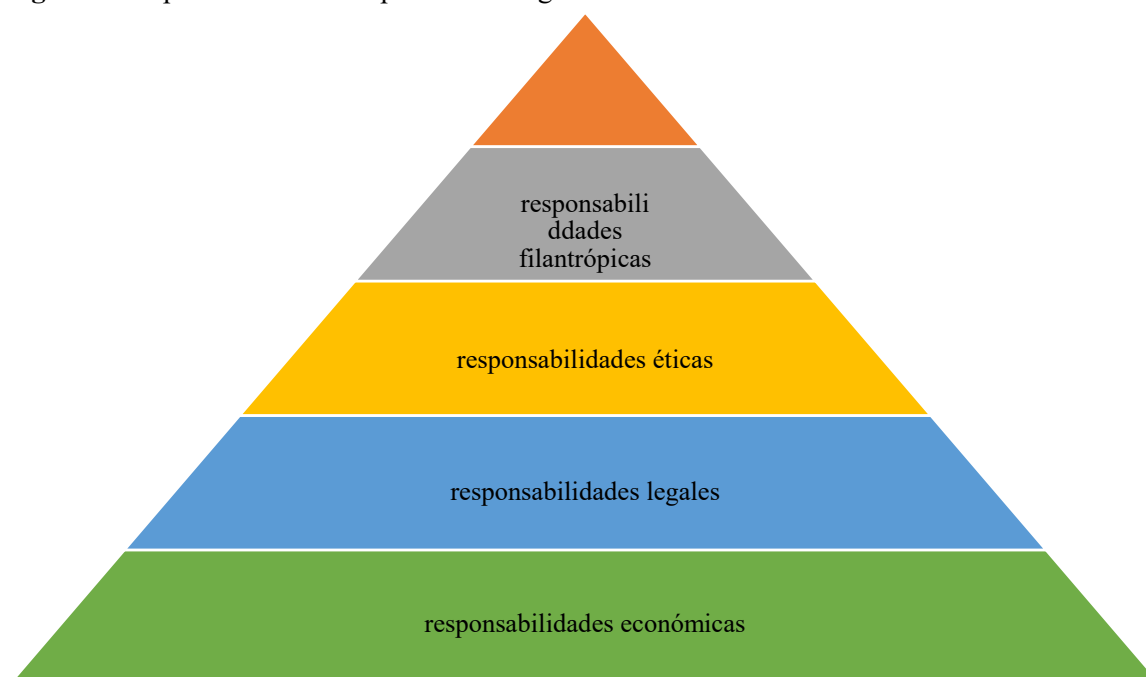 responsabili
ddades
filantrópicas
responsabilidades éticas
responsabilidades legales
responsabilidades económicas